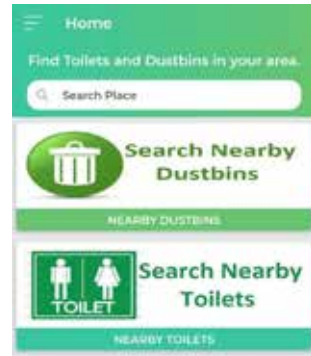 Home
Find Toilets and Dustbins in your area.
Search Place
Search Nearby
Dustbins
NEARBY DUSTBINS
TOILET
Search Nearby
Toilets
NEARBY TOILETS